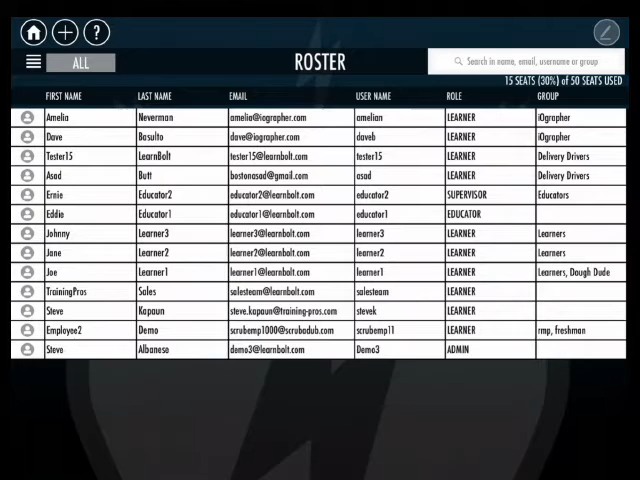 ?
ALL ROSTER Search in name, email, username or group
15 SEATS (30%) of 50 SEATS USED
FIRST NAME LAST NAME EMAIL USER NAME ROLE GROUP
Amelia Neverman amelia@iographer.com amelian LEARNER iOgrapher
Dave Basulto dave@iographer.com daveb LEARNER iOgrapher
Tester15 LearnBolt tester15@learnbolt.com tester15 LEARNER Delivery Drivers
Asad Butt bostonasad@gmail.com asad LEARNER Delivery Drivers
Ernie Educator2 educator2@learnbolt.com educator2 SUPERVISOR Educators
Eddie Educator1 educator1@learnbolt.com educator1 EDUCATOR
Johnny Learner3 learner3@learnbolt.com learner3 LEARNER Learners
Jane Learner2 learner2@learnbolt.com learner2 LEARNER Learners
Joe Learner1 learner1@learnbolt.com learner1 LEARNER Learners, Dough Dude
TrainingPros Sales salesteam@learnbolt.com salesteam LEARNER
Steve Kapaun steve.kapaun@training-pros.com stevek LEARNER
Employee2 Demo scrubemp1000@scrubadub.com scrubemp11 LEARNER rmp, freshman
Steve Albanese demo3@learnbolt.com Demo3 ADMIN